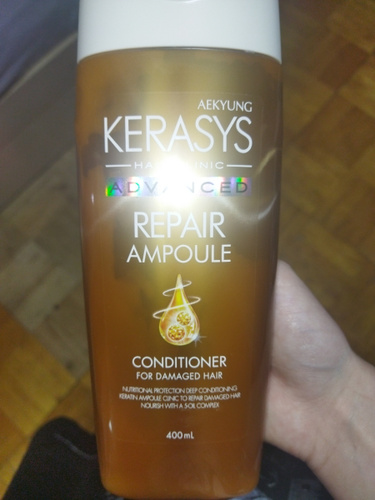 AEKYUNG
KERASYS
HAIR CLINIC
ADVANCED
REPAIR
AMPOULE
CONDITIONER
FOR DAMAGED HAIR
NUTRITIONAL PROTECTION DEEP CONDITIONING
KERATIN AMPOULE CLINIC TO REPAIR DAMAGED HAIR
NOURISH WITH A 5-OIL COMPLEX
400mL